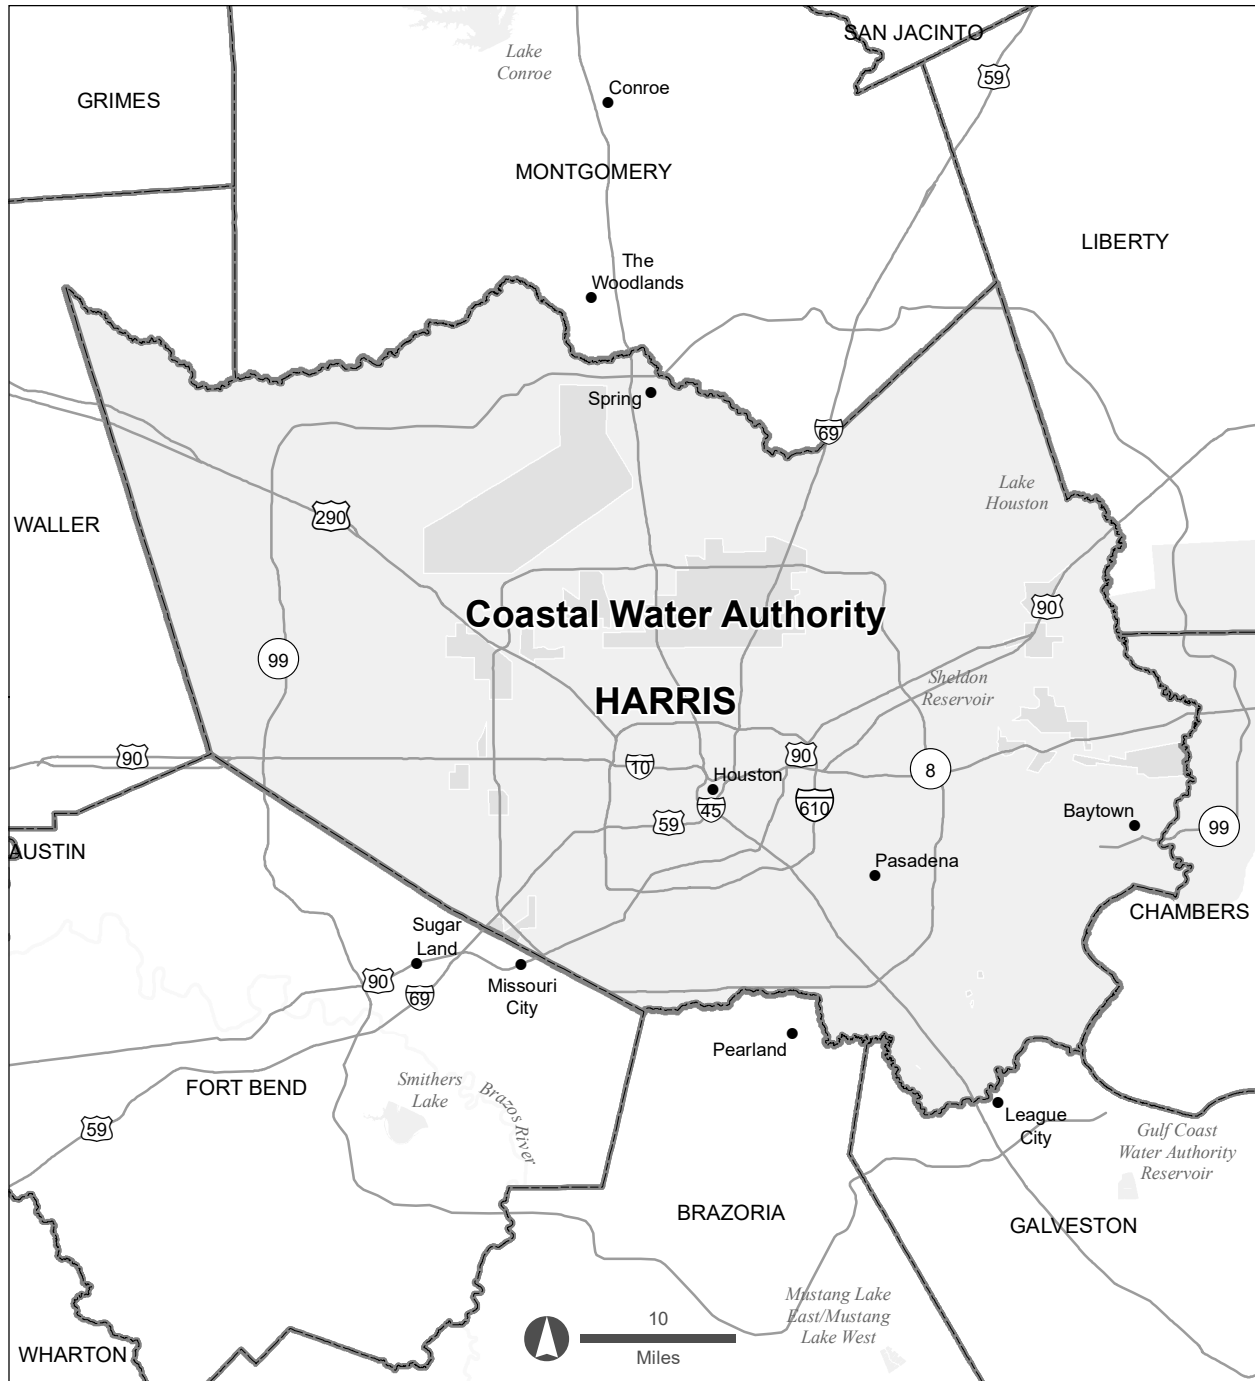 SAN JACINTO
Lake
Conroe
59
Conroe
GRIMES
MONTGOMERY
LIBERTY
The
Woodlands
Spring
69
Lake
Houston
290
WALLER
90
Coastal Water Authority
99
Sheldon
Reservoir
HARRIS
90
10
90
8
Houston
45
610
59
Baytown
99
AUSTIN
Pasadena
CHAMBERS
Sugar
Land
90
69
Missouri
City
Pearland
FORT BEND
Smithers
Lake
Brazos River
59
League
City
Gulf Coast
Water Authority
Reservoir
BRAZORIA
GALVESTON
Mustang Lake
East/Mustang
Lake West
10
Miles
WHARTON